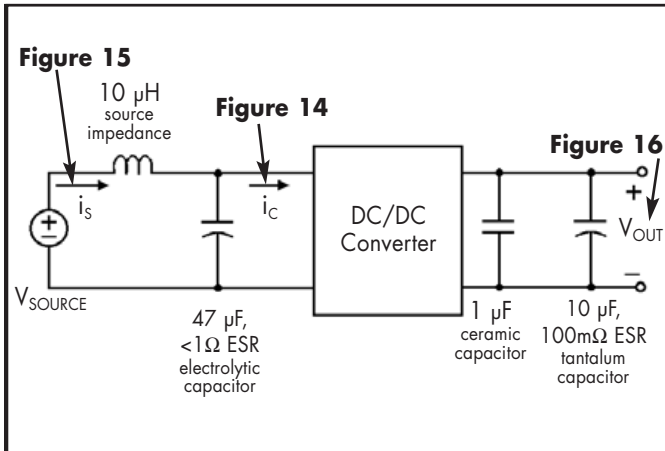 Figure 15
10 µH
source
impedance
Figure 14
Figure 16
iS
iC
DC/DC
Converter
+
VOUT
−
+
−
VSOURCE
47 µF,
<1Ω ESR
electrolytic
capacitor
1 µF
ceramic
capacitor
10 µF,
100mΩ ESR
tantalum
capacitor